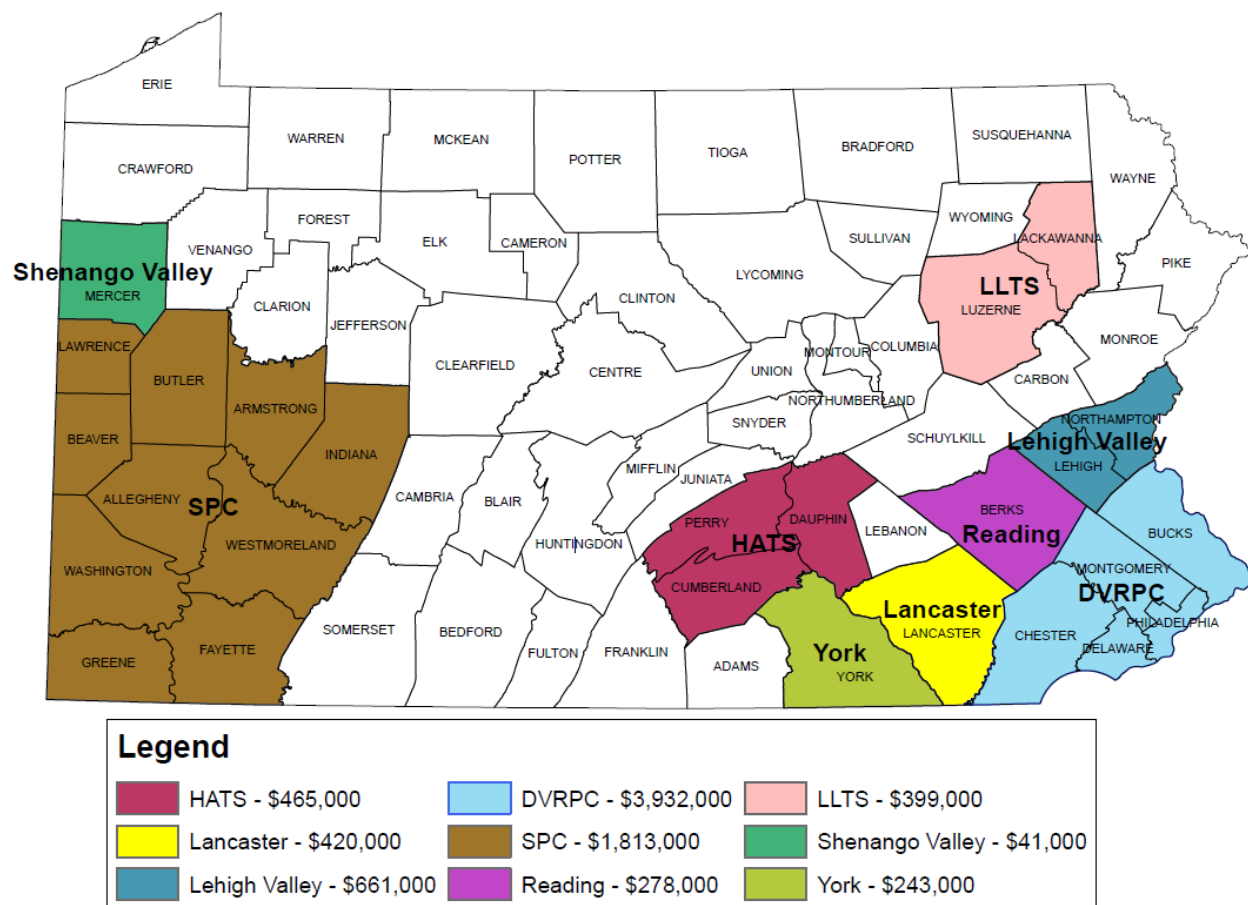 ERIE
WARREN
MCKEAN
POTTER
TIOGA
BRADFORD
SUSQUEHANNA
WAYNE
CRAWFORD
FOREST
ELK
CAMERON
SULLIVAN
WYOMING
LACKAWANNA
VENANGO
LYCOMING
PIKE
Shenango Valley
MERCER
CLARION
CLINTON
LLTS
LUZERNE
JEFFERSON
LAWRENCE
CLEARFIELD
CENTRE
UNION
MONTOUR
COLUMBIA
MONROE
BUTLER
CARBON
ARMSTRONG
NORTHUMBERLAND
SNYDER
NORTHAMPTON
BEAVER
SCHUYLKILL
Lehigh Valley
LEHIGH
INDIANA
MIFFLIN
JUNIATA
CAMBRIA
BLAIR
ALLEGHENY
SPC
PERRY
DAUPHIN
BERKS
Reading
LEBANON
BUCKS
WESTMORELAND
HUNTINGDON
HATS
WASHINGTON
CUMBERLAND
MONTGOMERY
DVRPC
Lancaster
LANCASTER
PHILADELPHIA
CHESTER
DELAWARE
SOMERSET
BEDFORD
FULTON
FRANKLIN
ADAMS
York
YORK
FAYETTE
GREENE
Legend
HATS - $465,000
DVRPC - $3,932,000
LLTS - $399,000
Lancaster - $420,000
SPC - $1,813,000
Shenango Valley - $41,000
Lehigh Valley - $661,000
Reading - $278,000
York - $243,000